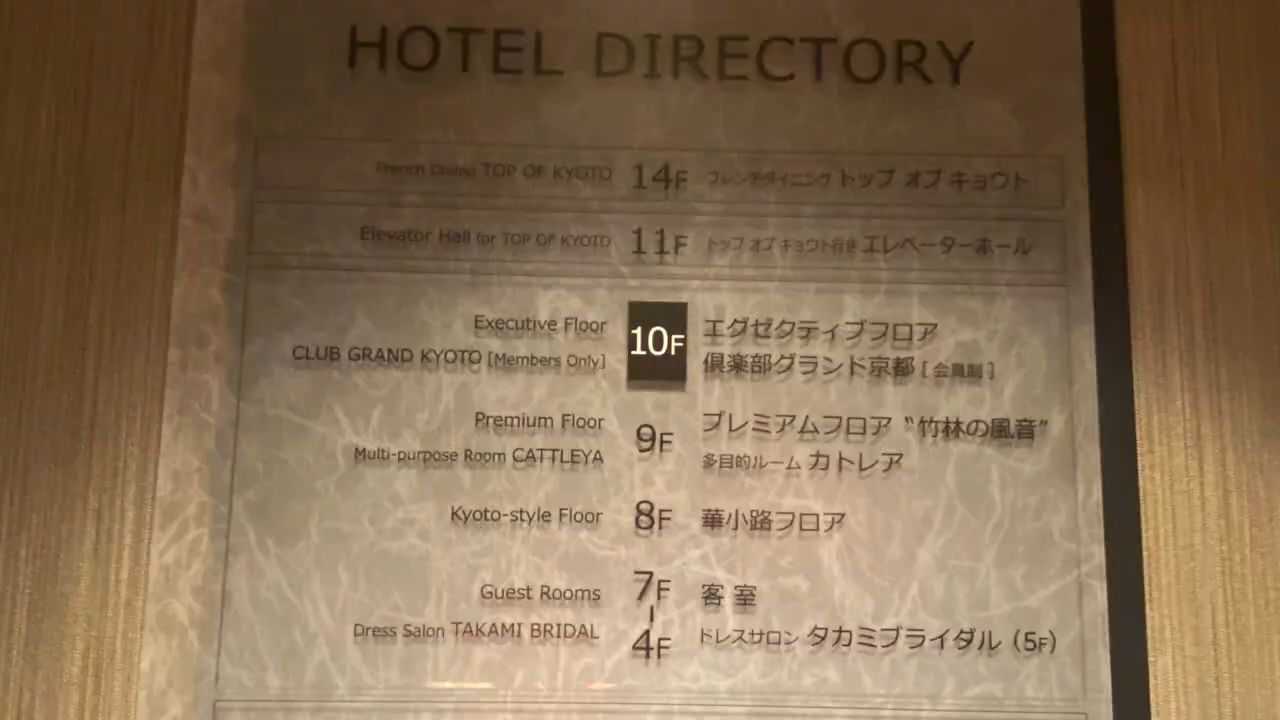 HOTEL DIRECTORY
French Dining TOP OF KYOTO 14F フレンチダイニング トップ オブ キョウト
Elevator Hall for TOP OF KYOTO 11F トップ オブ キョウト行き エレベーターホール
Executive Floor 10F エグゼクティブフロア
CLUB GRAND KYOTO [Members Only] 倶楽部グランド京都 [会員制]
Premium Floor 9F プレミアムフロア〝竹林の風音"
Multi-purpose Room CATTLEYA 多目的ルーム カトレア
Kyoto-style Floor 8F 華小路フロア
Guest Rooms 7F 客 室
Dress Salon TAKAMI BRIDAL 4F ドレスサロン タカミブライダル (5F)